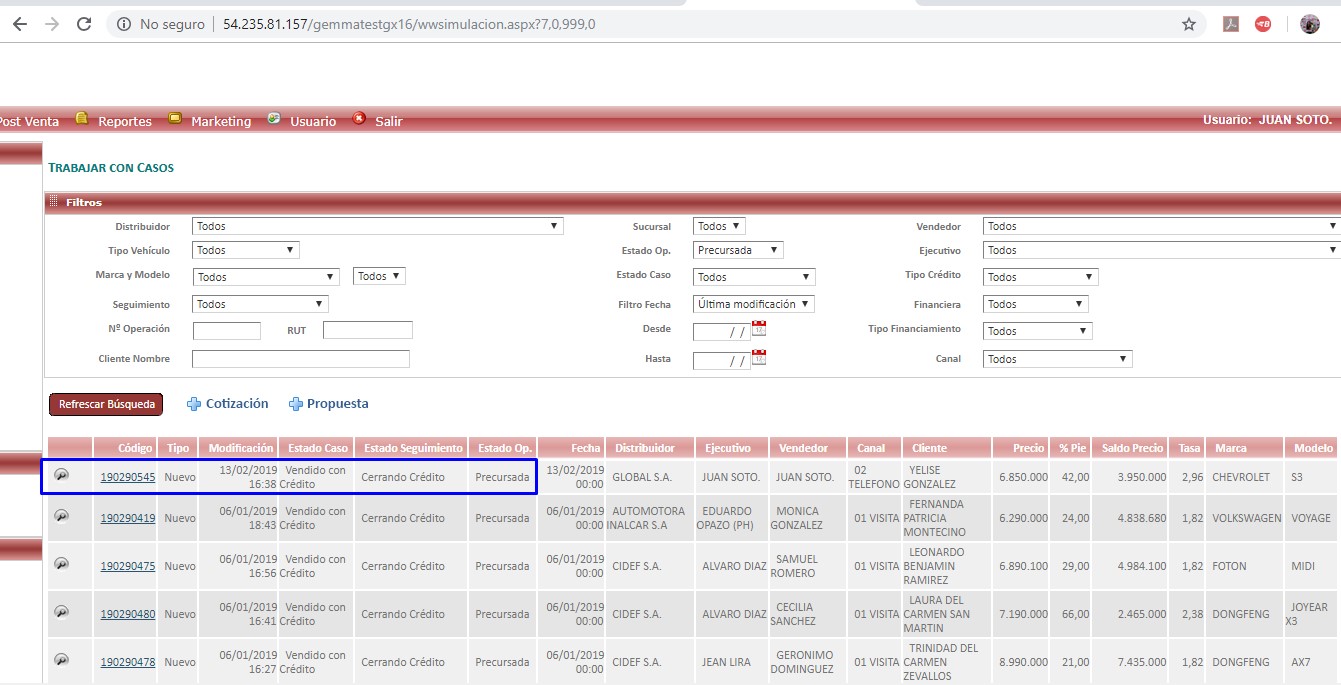 No seguro | 54.235.81.157/gemmatestgx16/wwsimulacion.aspx?7,0,999,0
Post Venta Reportes Marketing Usuario Salir Usuario: JUAN SOTO.
TRABAJAR CON CASOS
Filtros
Distribuidor Todos Sucursal Todos Vendedor Todos
Tipo Vehículo Todos Estado Op. Precursada Ejecutivo Todos
Marca y Modelo Todos Todos Estado Caso Todos Tipo Crédito Todos
Seguimiento Todos Filtro Fecha Última modificación Financiera Todos
Nº Operación RUT Desde / / Tipo Financiamiento Todos
Cliente Nombre Hasta / / Canal Todos
Refrescar Búsqueda Cotización Propuesta
Código Tipo Modificación Estado Caso Estado Seguimiento Estado Op. Fecha Distribuidor Ejecutivo Vendedor Canal Cliente Precio % Pie Saldo Precio Tasa Marca Modelo
190290545 Nuevo 13/02/2019 16:38 Vendido con Crédito Cerrando Crédito Precursada 13/02/2019 00:00 GLOBAL S.A. JUAN SOTO. JUAN SOTO. 02 TELEFONO YELISE GONZALEZ 6.850.000 42,00 3.950.000 2,96 CHEVROLET S3
190290419 Nuevo 06/01/2019 18:43 Vendido con Crédito Cerrando Crédito Precursada 06/01/2019 00:00 AUTOMOTORA INALCAR S.A EDUARDO OPAZO (PH) MONICA GONZALEZ 01 VISITA FERNANDA PATRICIA MONTECINO 6.290.000 24,00 4.838.680 1,82 VOLKSWAGEN VOYAGE
190290475 Nuevo 06/01/2019 16:56 Vendido con Crédito Cerrando Crédito Precursada 06/01/2019 00:00 CIDEF S.A. ALVARO DIAZ SAMUEL ROMERO 01 VISITA LEONARDO BENJAMIN RAMIREZ 6.890.100 29,00 4.984.100 1,82 FOTON MIDI
190290480 Nuevo 06/01/2019 16:41 Vendido con Crédito Cerrando Crédito Precursada 06/01/2019 00:00 CIDEF S.A. ALVARO DIAZ CECILIA SANCHEZ 01 VISITA LAURA DEL CARMEN SAN MARTIN 7.190.000 66,00 2.465.000 2,38 DONGFENG JOYEAR X3
190290478 Nuevo 06/01/2019 16:27 Vendido con Crédito Cerrando Crédito Precursada 06/01/2019 00:00 CIDEF S.A. JEAN LIRA GERONIMO DOMINGUEZ 01 VISITA TRINIDAD DEL CARMEN ZEVALLOS 8.990.000 21,00 7.435.000 1,82 DONGFENG AX7